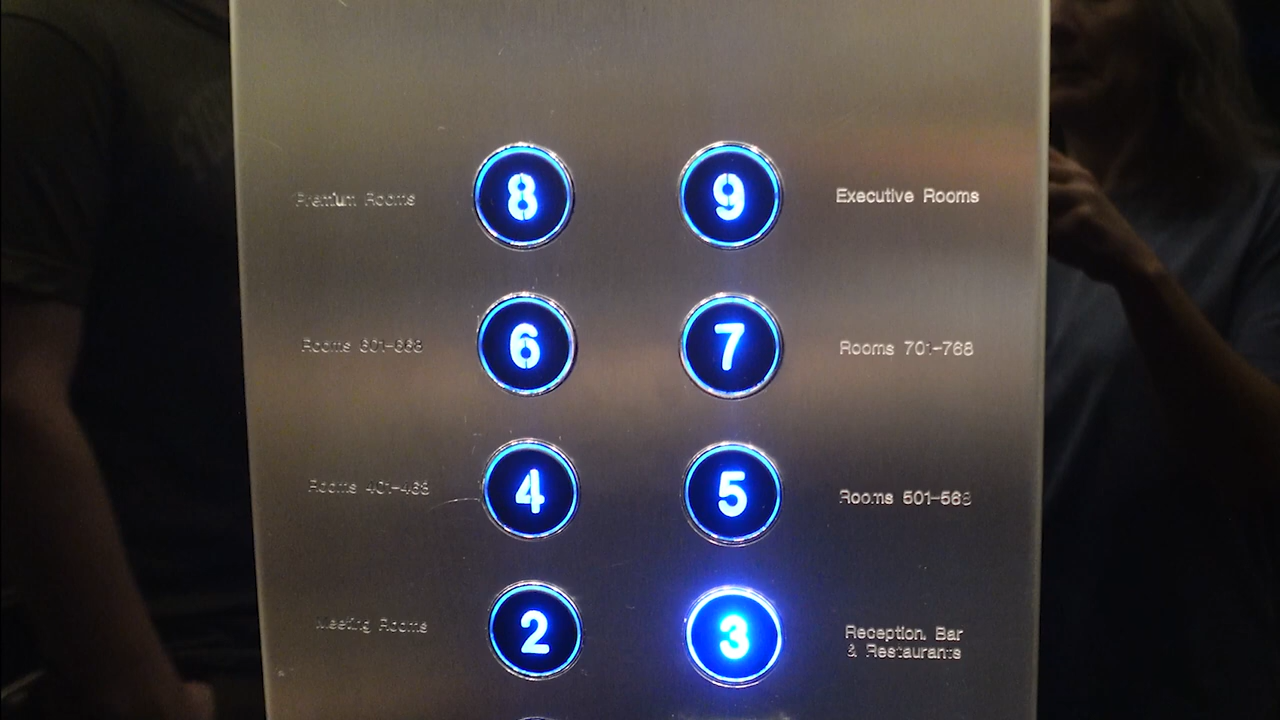 Premium Rooms 8 9 Executive Rooms
Rooms 601-668 6 7 Rooms 701-768
Rooms 401-468 4 5 Rooms 501-568
Meeting Rooms 2 3 Reception, Bar
& Restaurants